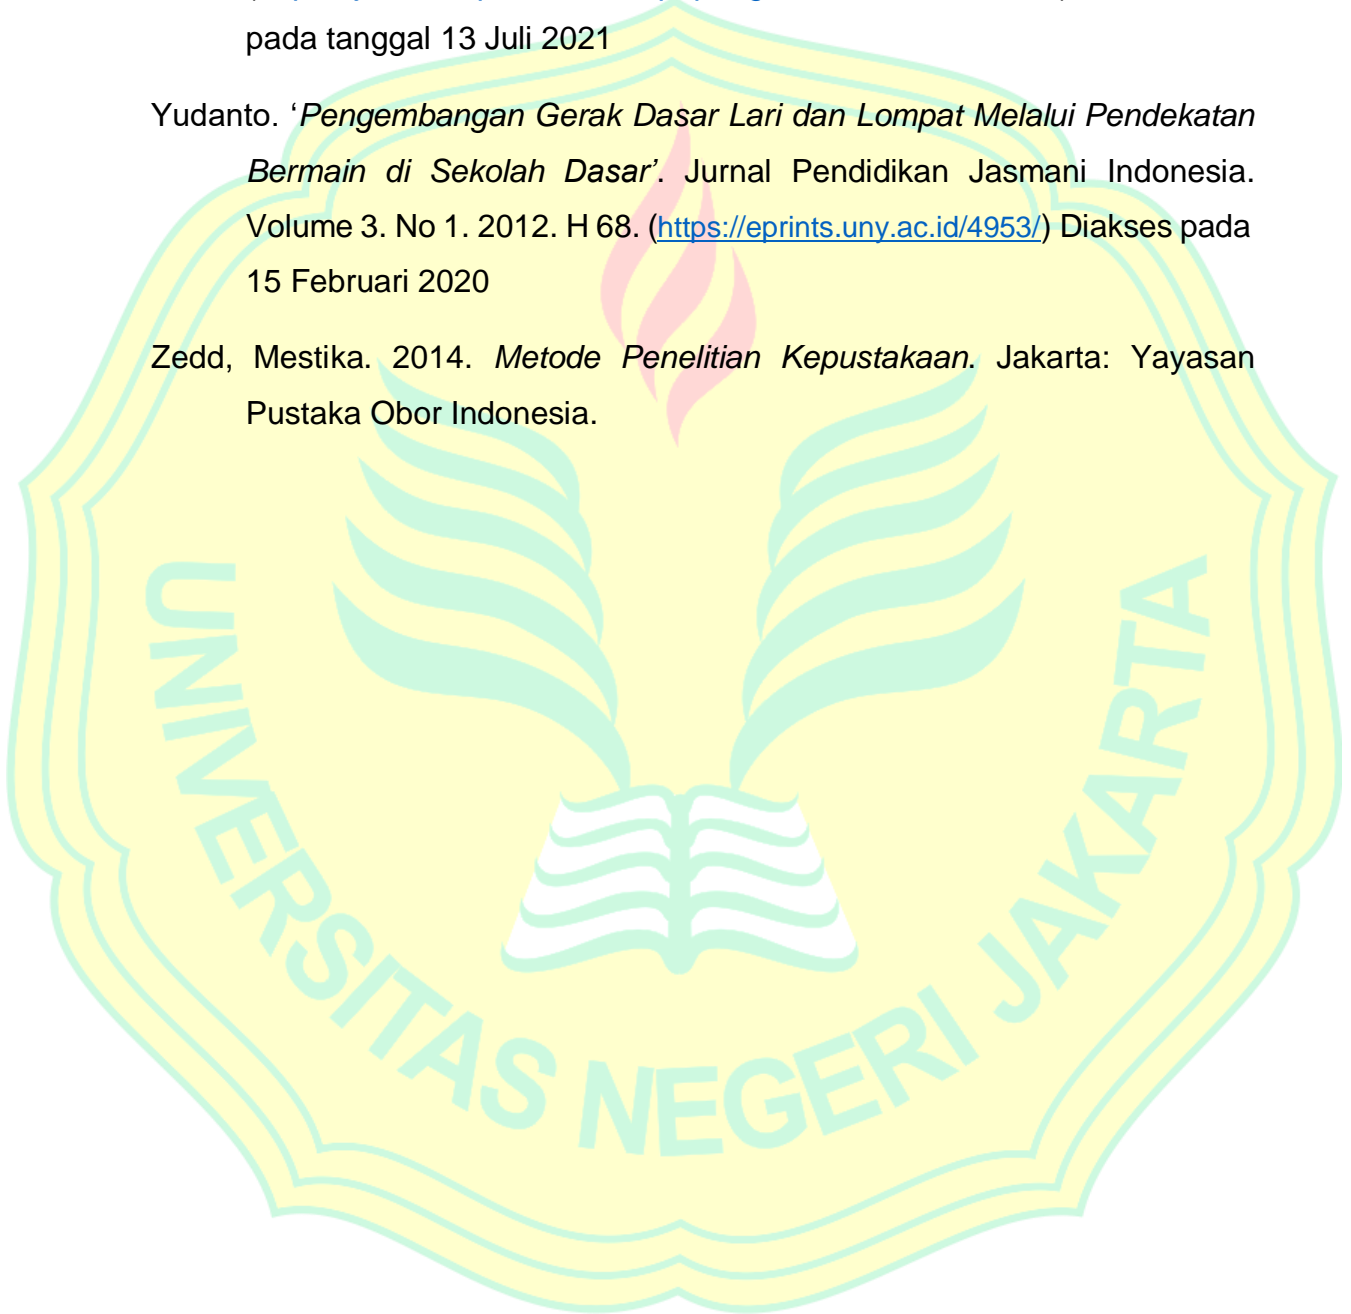 pada tanggal 13 Juli 2021
Yudanto. ‘Pengembangan Gerak Dasar Lari dan Lompat Melalui Pendekatan
Bermain di Sekolah Dasar’. Jurnal Pendidikan Jasmani Indonesia.
Volume 3. No 1. 2012. H 68. (https://eprints.uny.ac.id/4953/) Diakses pada
15 Februari 2020
Zedd, Mestika. 2014. Metode Penelitian Kepustakaan. Jakarta: Yayasan
Pustaka Obor Indonesia.
UNIVERSITAS NEGERI JAKARTA